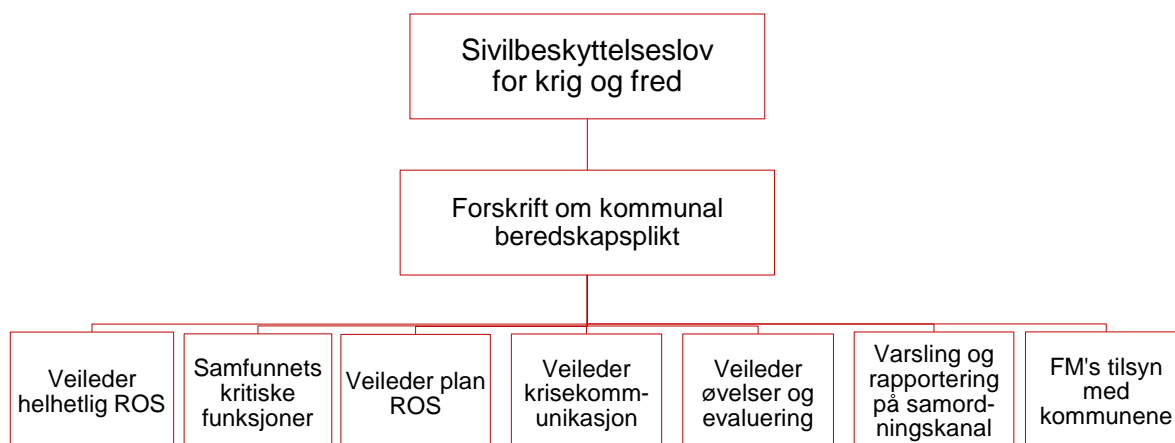 Sivilbeskyttelseslov
for krig og fred
Forskrift om kommunal
beredskapsplikt
Veileder
helhetlig ROS
Samfunnets
kritiske
funksjoner
Veileder plan
ROS
Veileder
krisekomm-
unikasjon
Veileder
øvelser og
evaluering
Varsling og
rapportering
på samord-
ningskanal
FM's tilsyn
med
kommunene